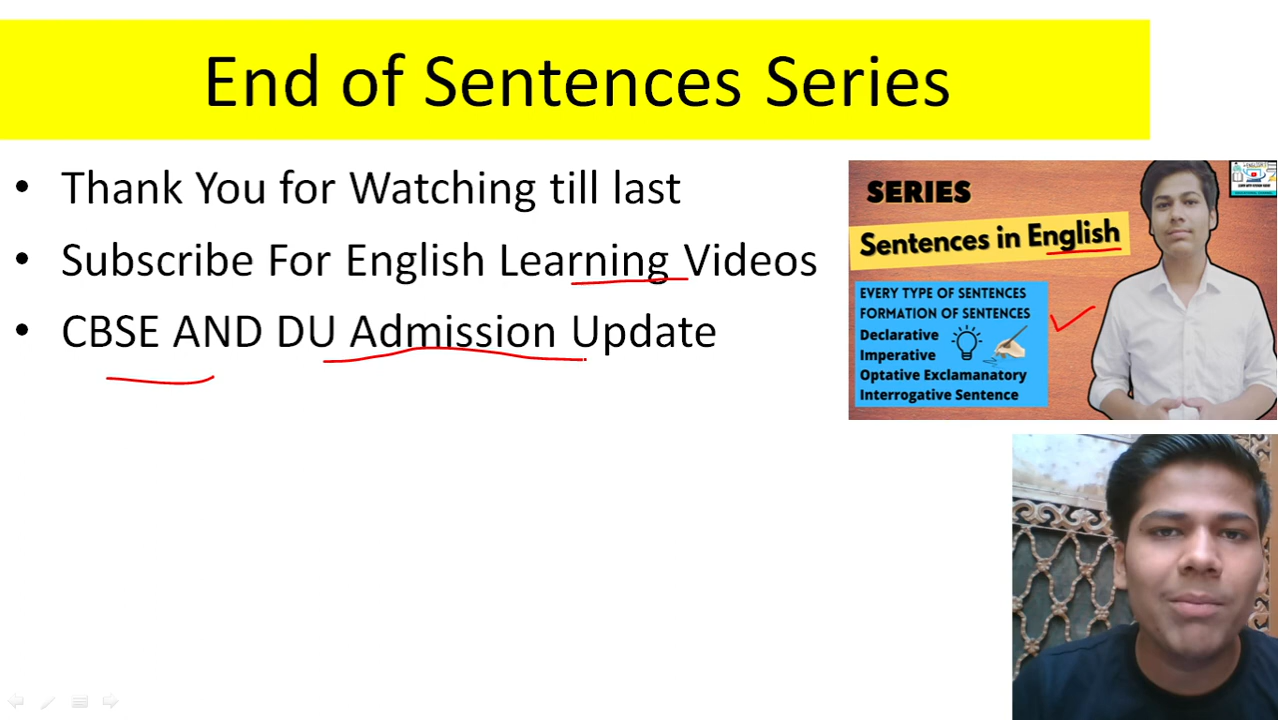 End of Sentences Series
• Thank You for Watching till last
• Subscribe For English Learning Videos
• CBSE AND DU Admission Update
SERIES
Sentences in English
EVERY TYPE OF SENTENCES
FORMATION OF SENTENCES
Declarative
Imperative
Optative Exclamanatory
Interrogative Sentence